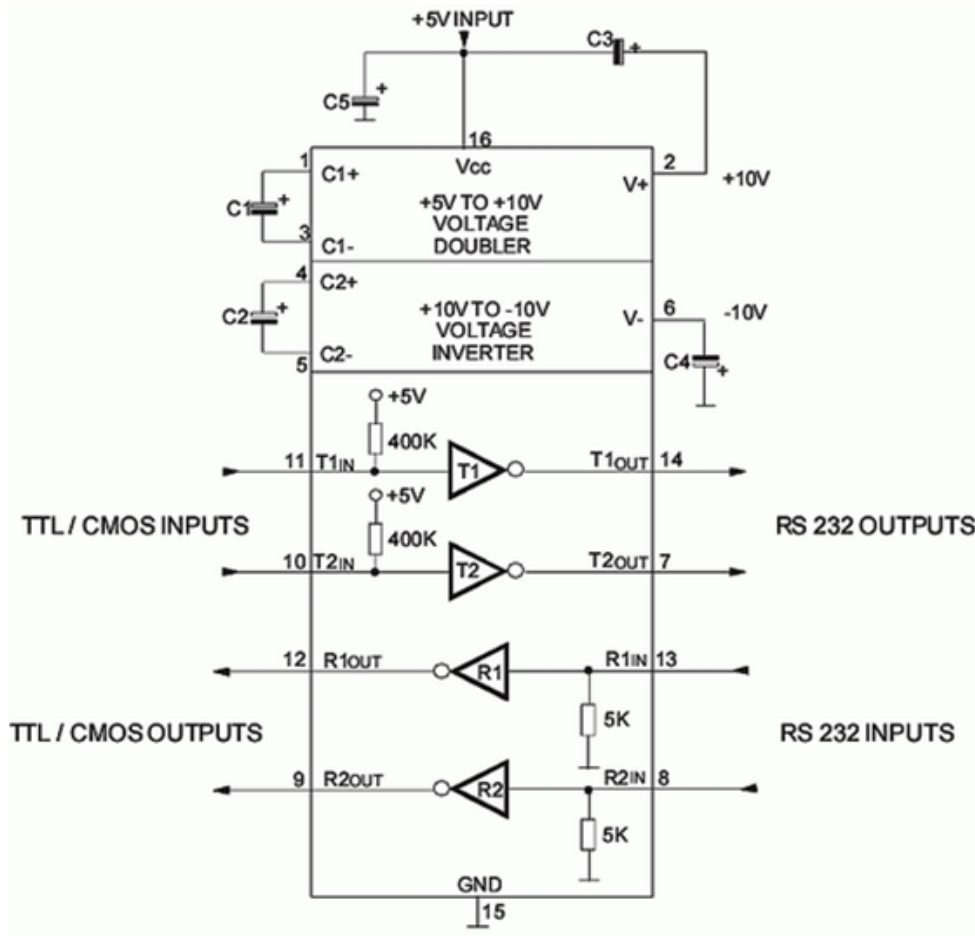 +5V INPUT
C3
+
C5
+
16
1
Vcc
2
C1+
V+
+10V
C1
+
+5V TO +10V
VOLTAGE
DOUBLER
3
C1-
4
C2+
C2
+
+10V TO -10V
VOLTAGE
INVERTER
V-
6
-10V
5
C2-
C4
+
+5V
400K
11
T1IN
T1
T1OUT
14
+5V
TTL / CMOS INPUTS
400K
RS 232 OUTPUTS
10
T2IN
T2
T2OUT
7
12
R1OUT
R1
R1IN
13
5K
TTL / CMOS OUTPUTS
RS 232 INPUTS
9
R2OUT
R2
R2IN
8
5K
GND
15